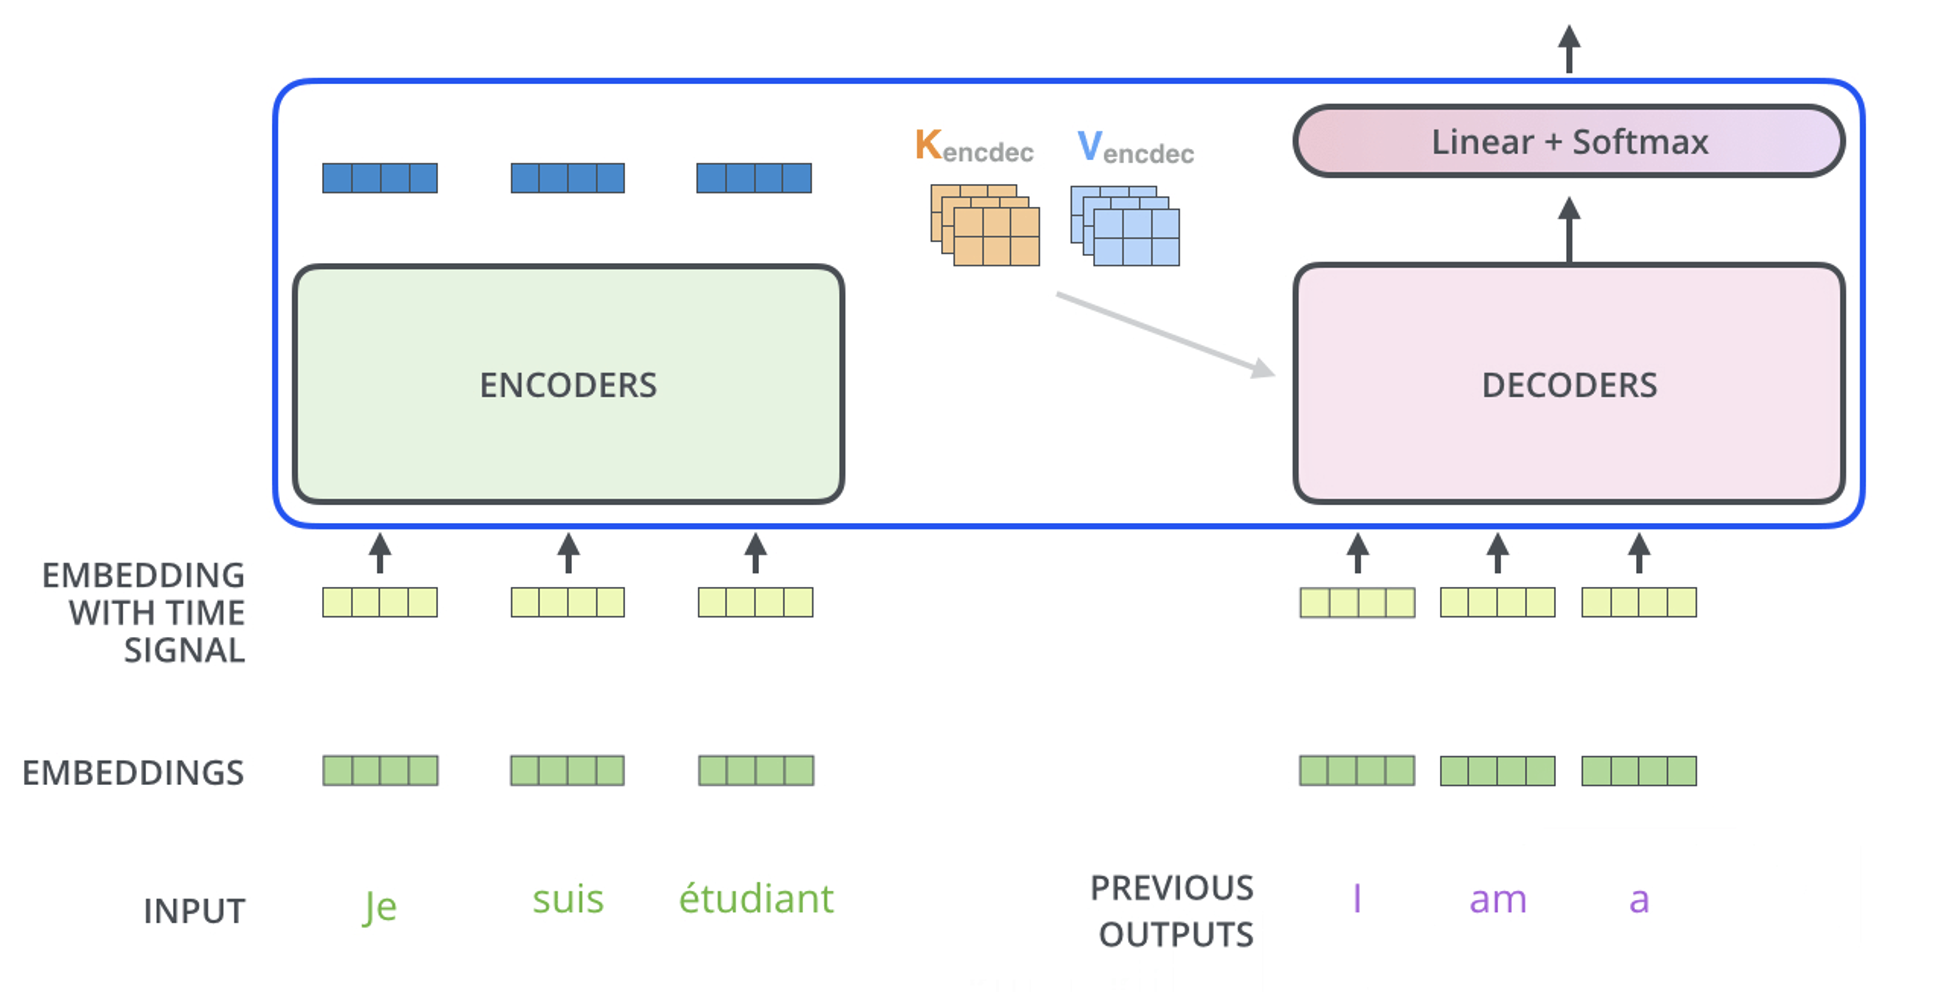 Kencdec Vencdec
Linear + Softmax
ENCODERS
DECODERS
EMBEDDING
WITH TIME
SIGNAL
EMBEDDINGS
INPUT Je suis étudiant
PREVIOUS
OUTPUTS
I am a